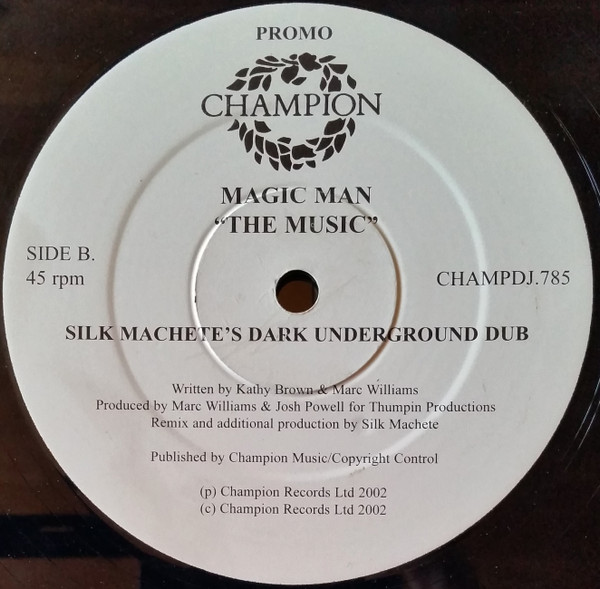 PROMO
CHAMPION
MAGIC MAN
“THE MUSIC”
SIDE B.
45 rpm
CHAMPDJ.785
SILK MACHETE’S DARK UNDERGROUND DUB
Written by Kathy Brown & Marc Williams
Produced by Marc Williams & Josh Powell for Thumpin Productions
Remix and additional production by Silk Machete
Published by Champion Music/Copyright Control
(p) Champion Records Ltd 2002
(c) Champion Records Ltd 2002